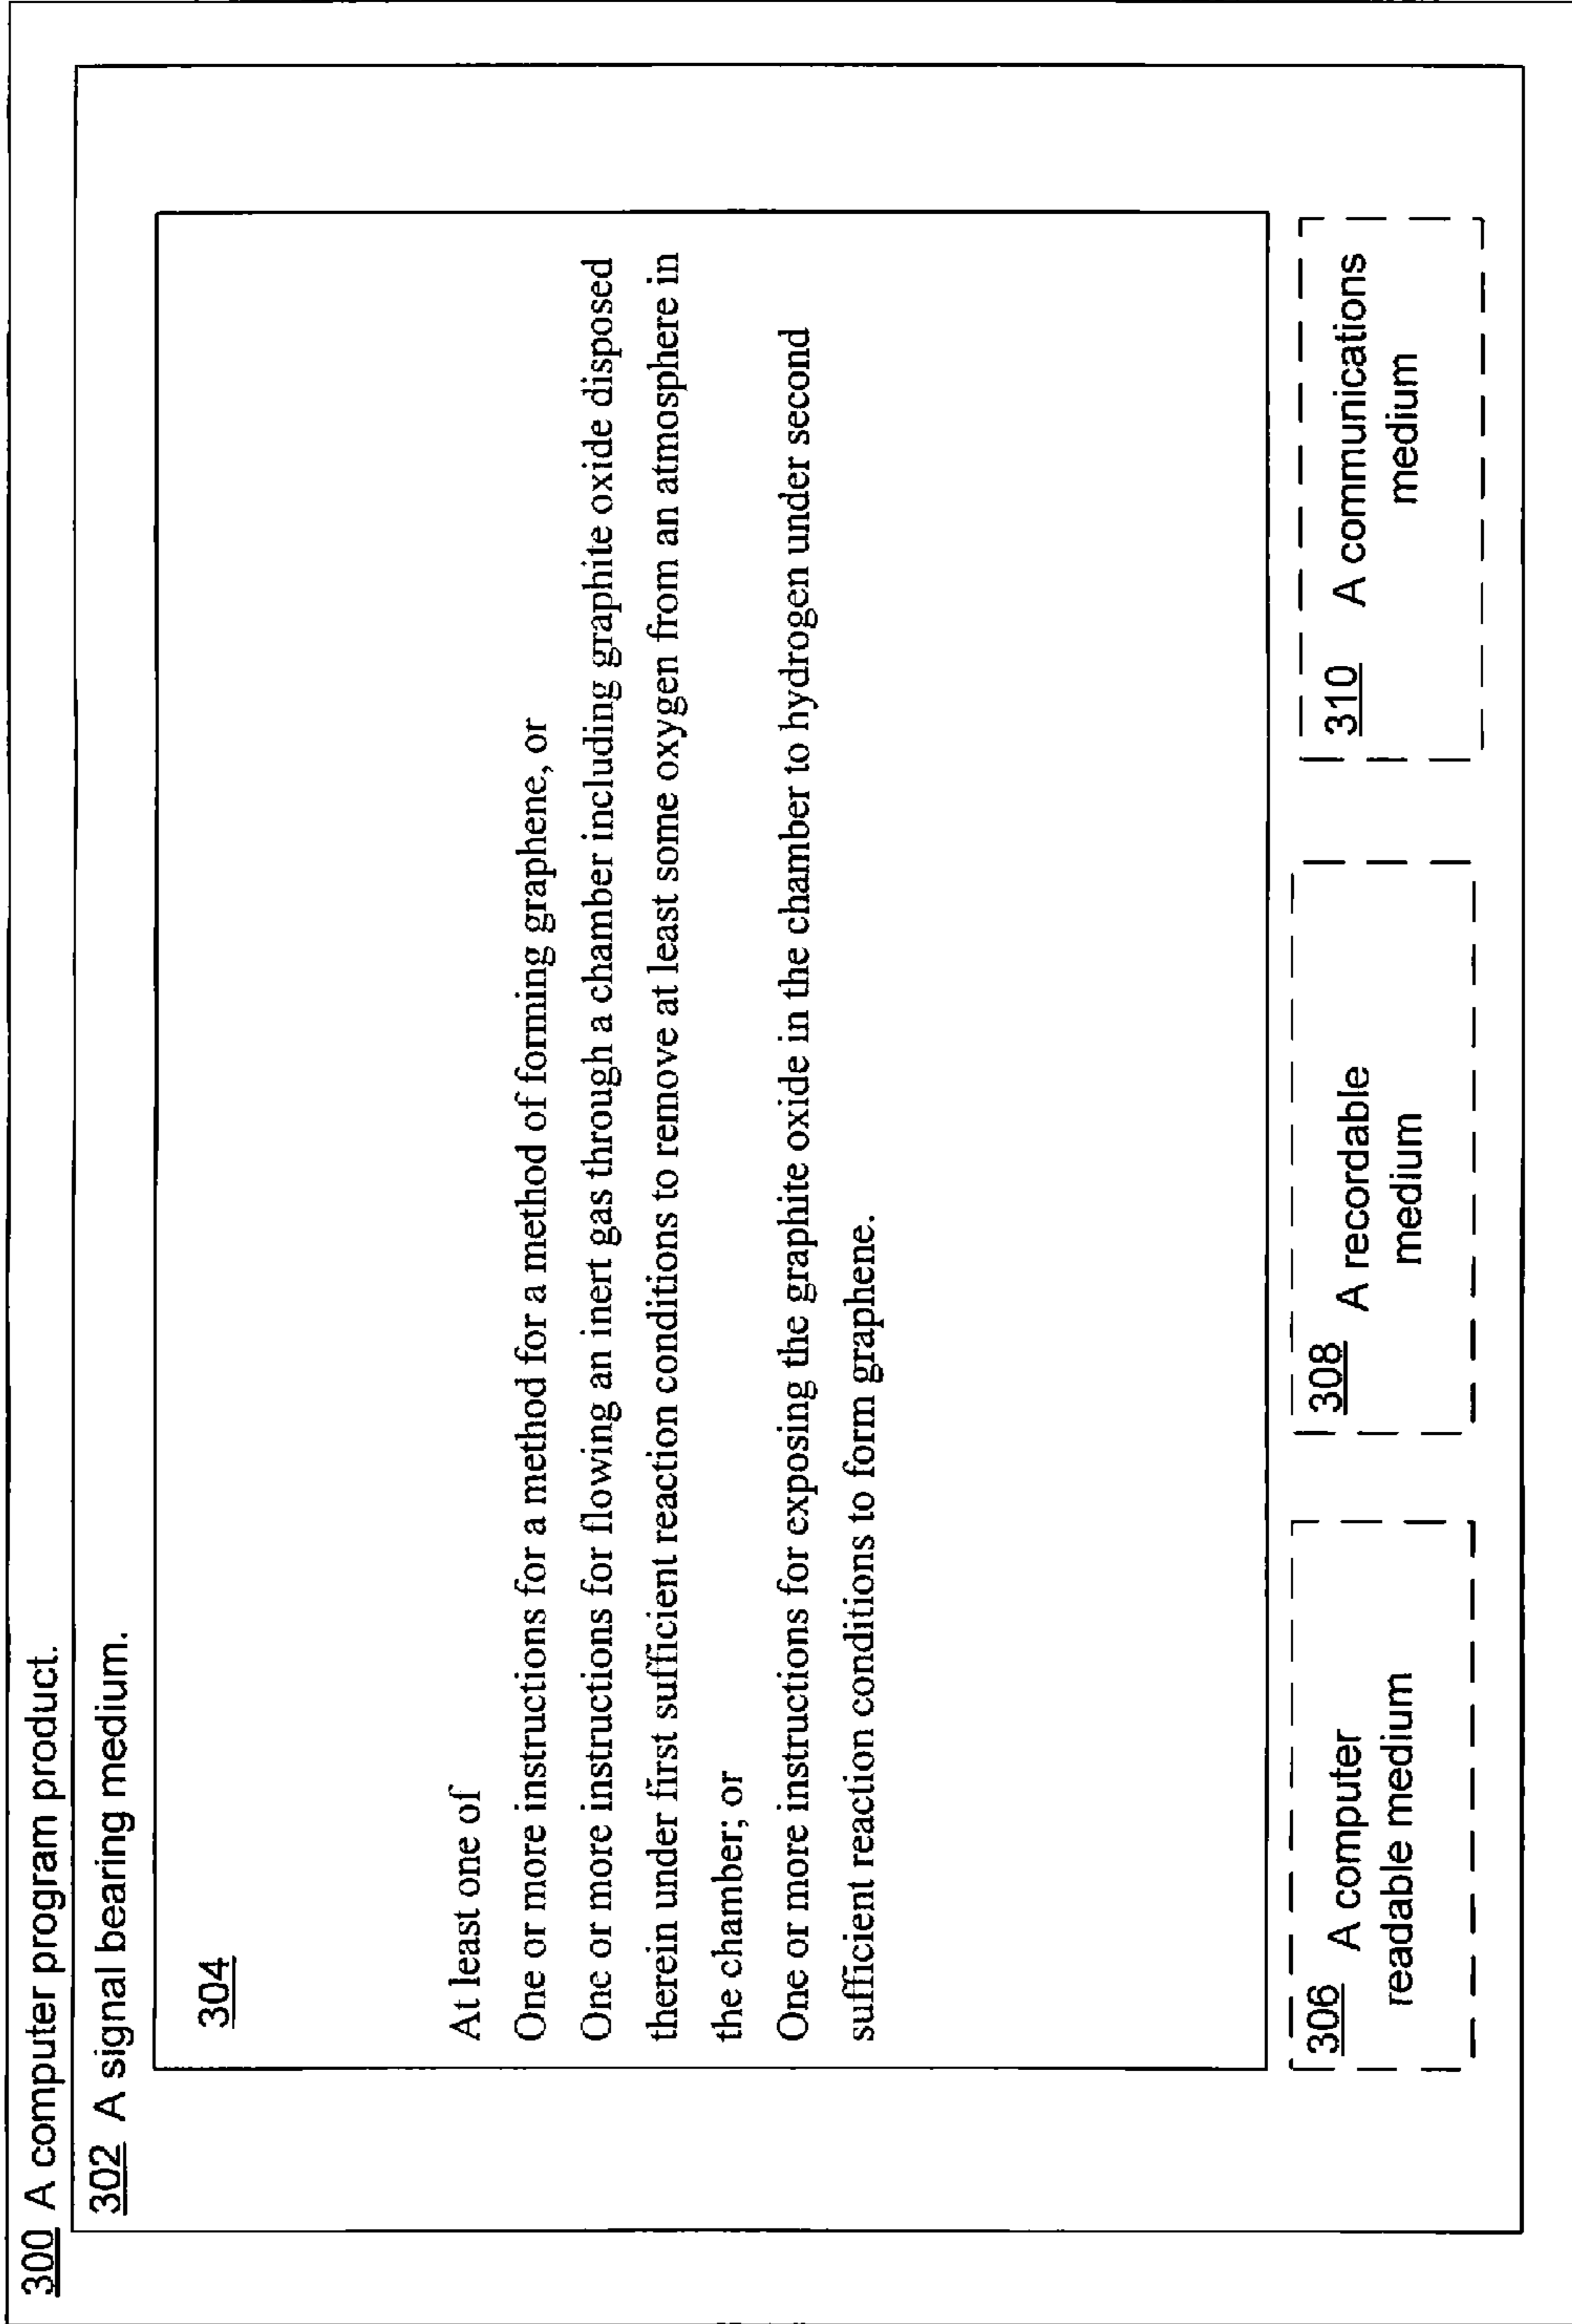 300 A computer program product.
302 A signal bearing medium.
304
At least one of
One or more instructions for a method for a method of forming graphene, or
One or more instructions for flowing an inert gas through a chamber including graphite oxide disposed
therein under first sufficient reaction conditions to remove at least some oxygen from an atmosphere in
the chamber; or
One or more instructions for exposing the graphite oxide in the chamber to hydrogen under second
sufficient reaction conditions to form graphene.
306 A computer
readable medium
308 A recordable
medium
310 A communications
medium